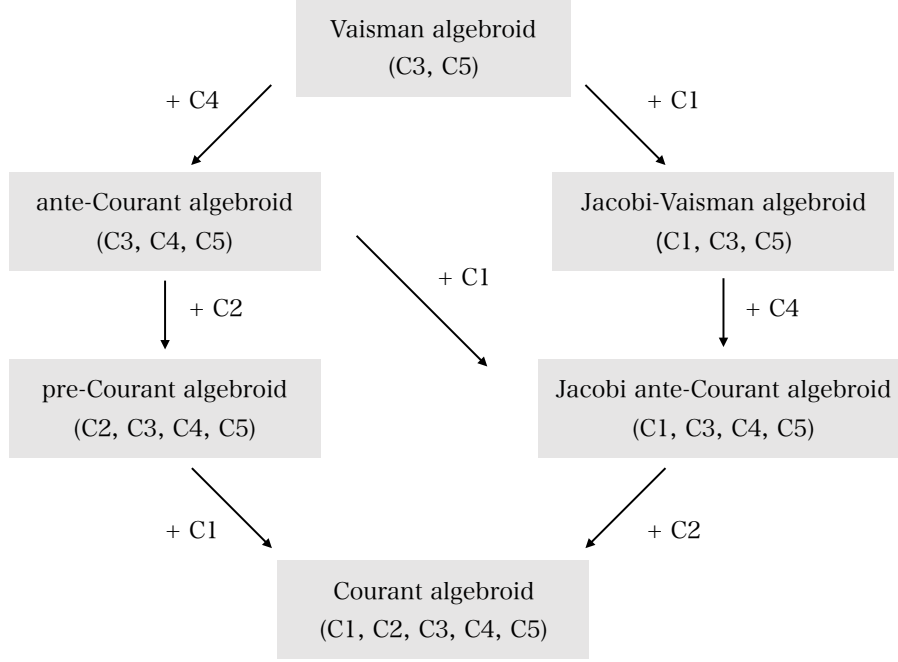 Vaisman algebroid
(C3, C5)
+ C4
+ C1
ante-Courant algebroid
(C3, C4, C5)
Jacobi-Vaisman algebroid
(C1, C3, C5)
+ C1
+ C2
+ C4
pre-Courant algebroid
(C2, C3, C4, C5)
Jacobi ante-Courant algebroid
(C1, C3, C4, C5)
+ C1
+ C2
Courant algebroid
(C1, C2, C3, C4, C5)